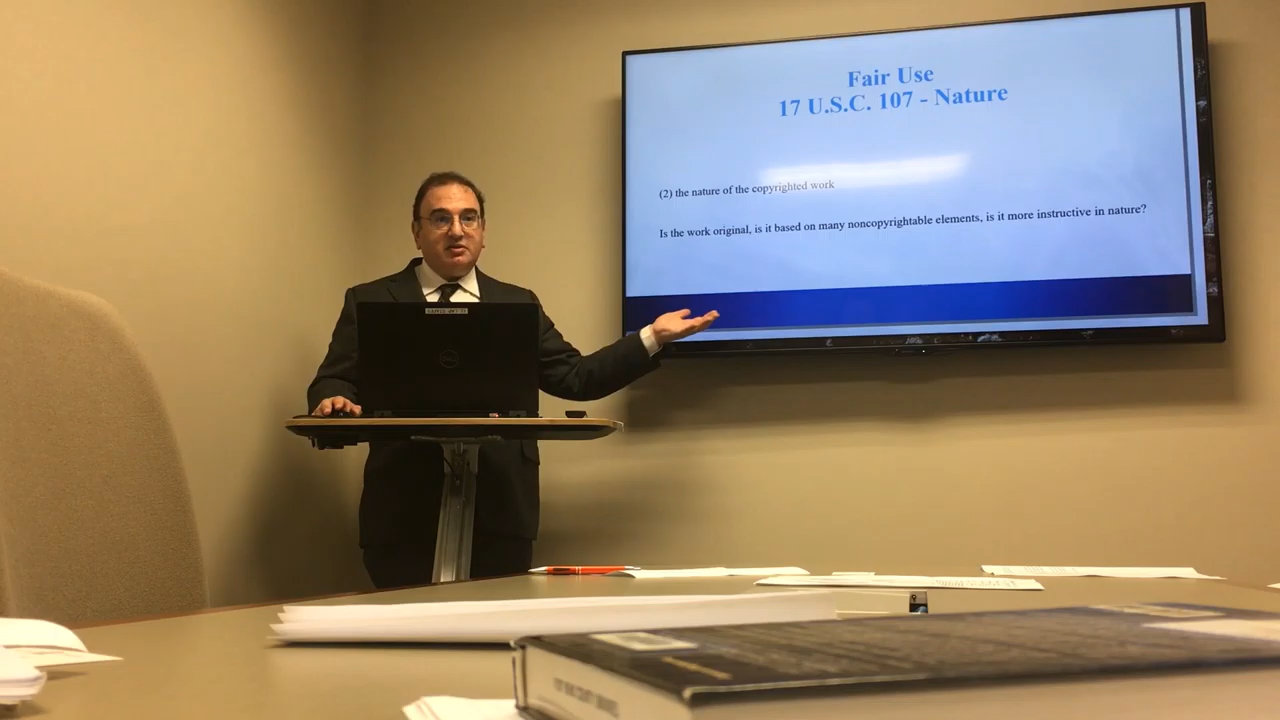 Fair Use
17 U.S.C. 107 - Nature
(2) the nature of the copyrighted work
Is the work original, is it based on many noncopyrightable elements, is it more instructive in nature?
DELL